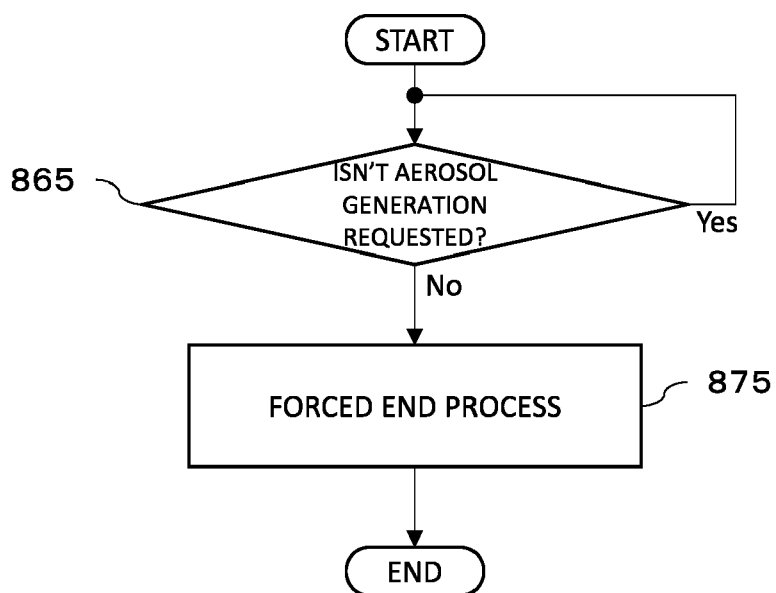 START
ISN'T AEROSOL
GENERATION
REQUESTED?
865
Yes
No
FORCED END PROCESS
875
END